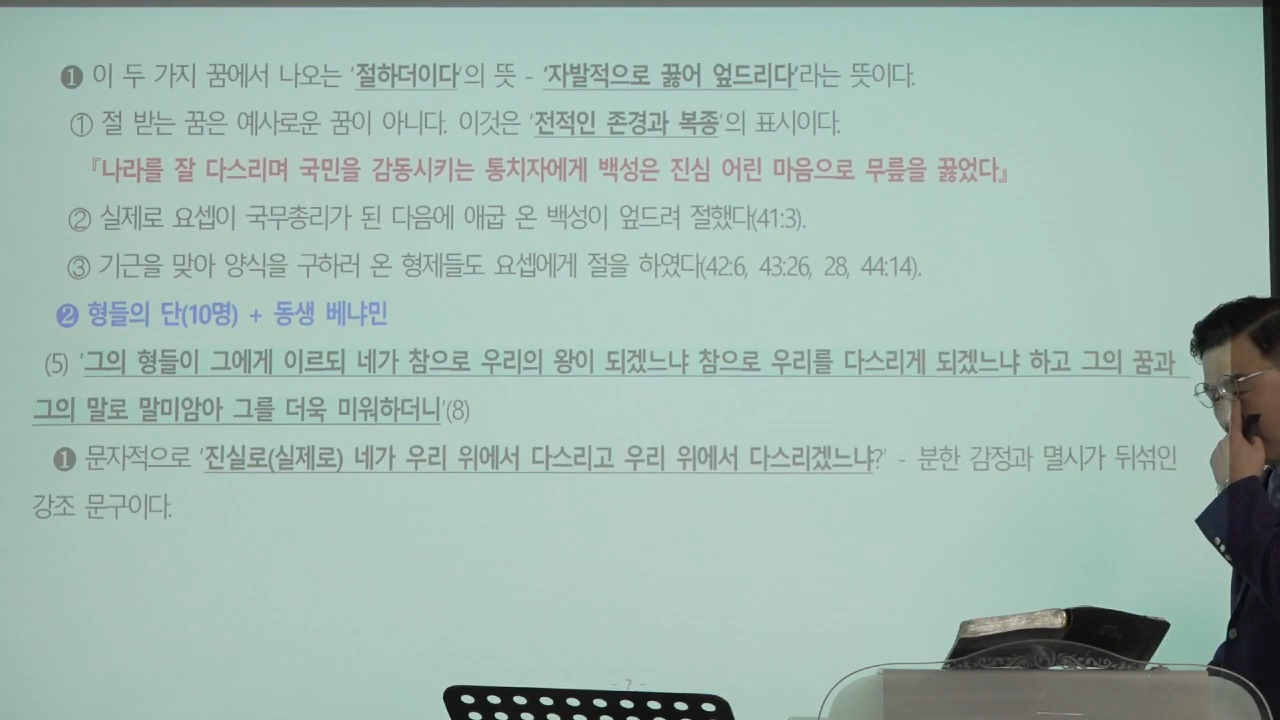 ❶ 이 두 가지 꿈에서 나오는 '절하더이다'의 뜻 - '자발적으로 꿇어 엎드리다'라는 뜻이다.
① 절 받는 꿈은 예사로운 꿈이 아니다. 이것은 '전적인 존경과 복종'의 표시이다.
『나라를 잘 다스리며 국민을 감동시키는 통치자에게 백성은 진심 어린 마음으로 무릎을 꿇었다』
② 실제로 요셉이 국무총리가 된 다음에 애굽 온 백성이 엎드려 절했다(41:3).
③ 기근을 맞아 양식을 구하러 온 형제들도 요셉에게 절을 하였다(42:6, 43:26, 28, 44:14).
❷ 형들의 단(10명) + 동생 베냐민
(5) '그의 형들이 그에게 이르되 네가 참으로 우리의 왕이 되겠느냐 참으로 우리를 다스리게 되겠느냐 하고 그의 꿈과
그의 말로 말미암아 그를 더욱 미워하더니'(8)
❶ 문자적으로 '진실로(실제로) 네가 우리 위에서 다스리고 우리 위에서 다스리겠느냐?' - 분한 감정과 멸시가 뒤섞인
강조 문구이다.
- 7 -